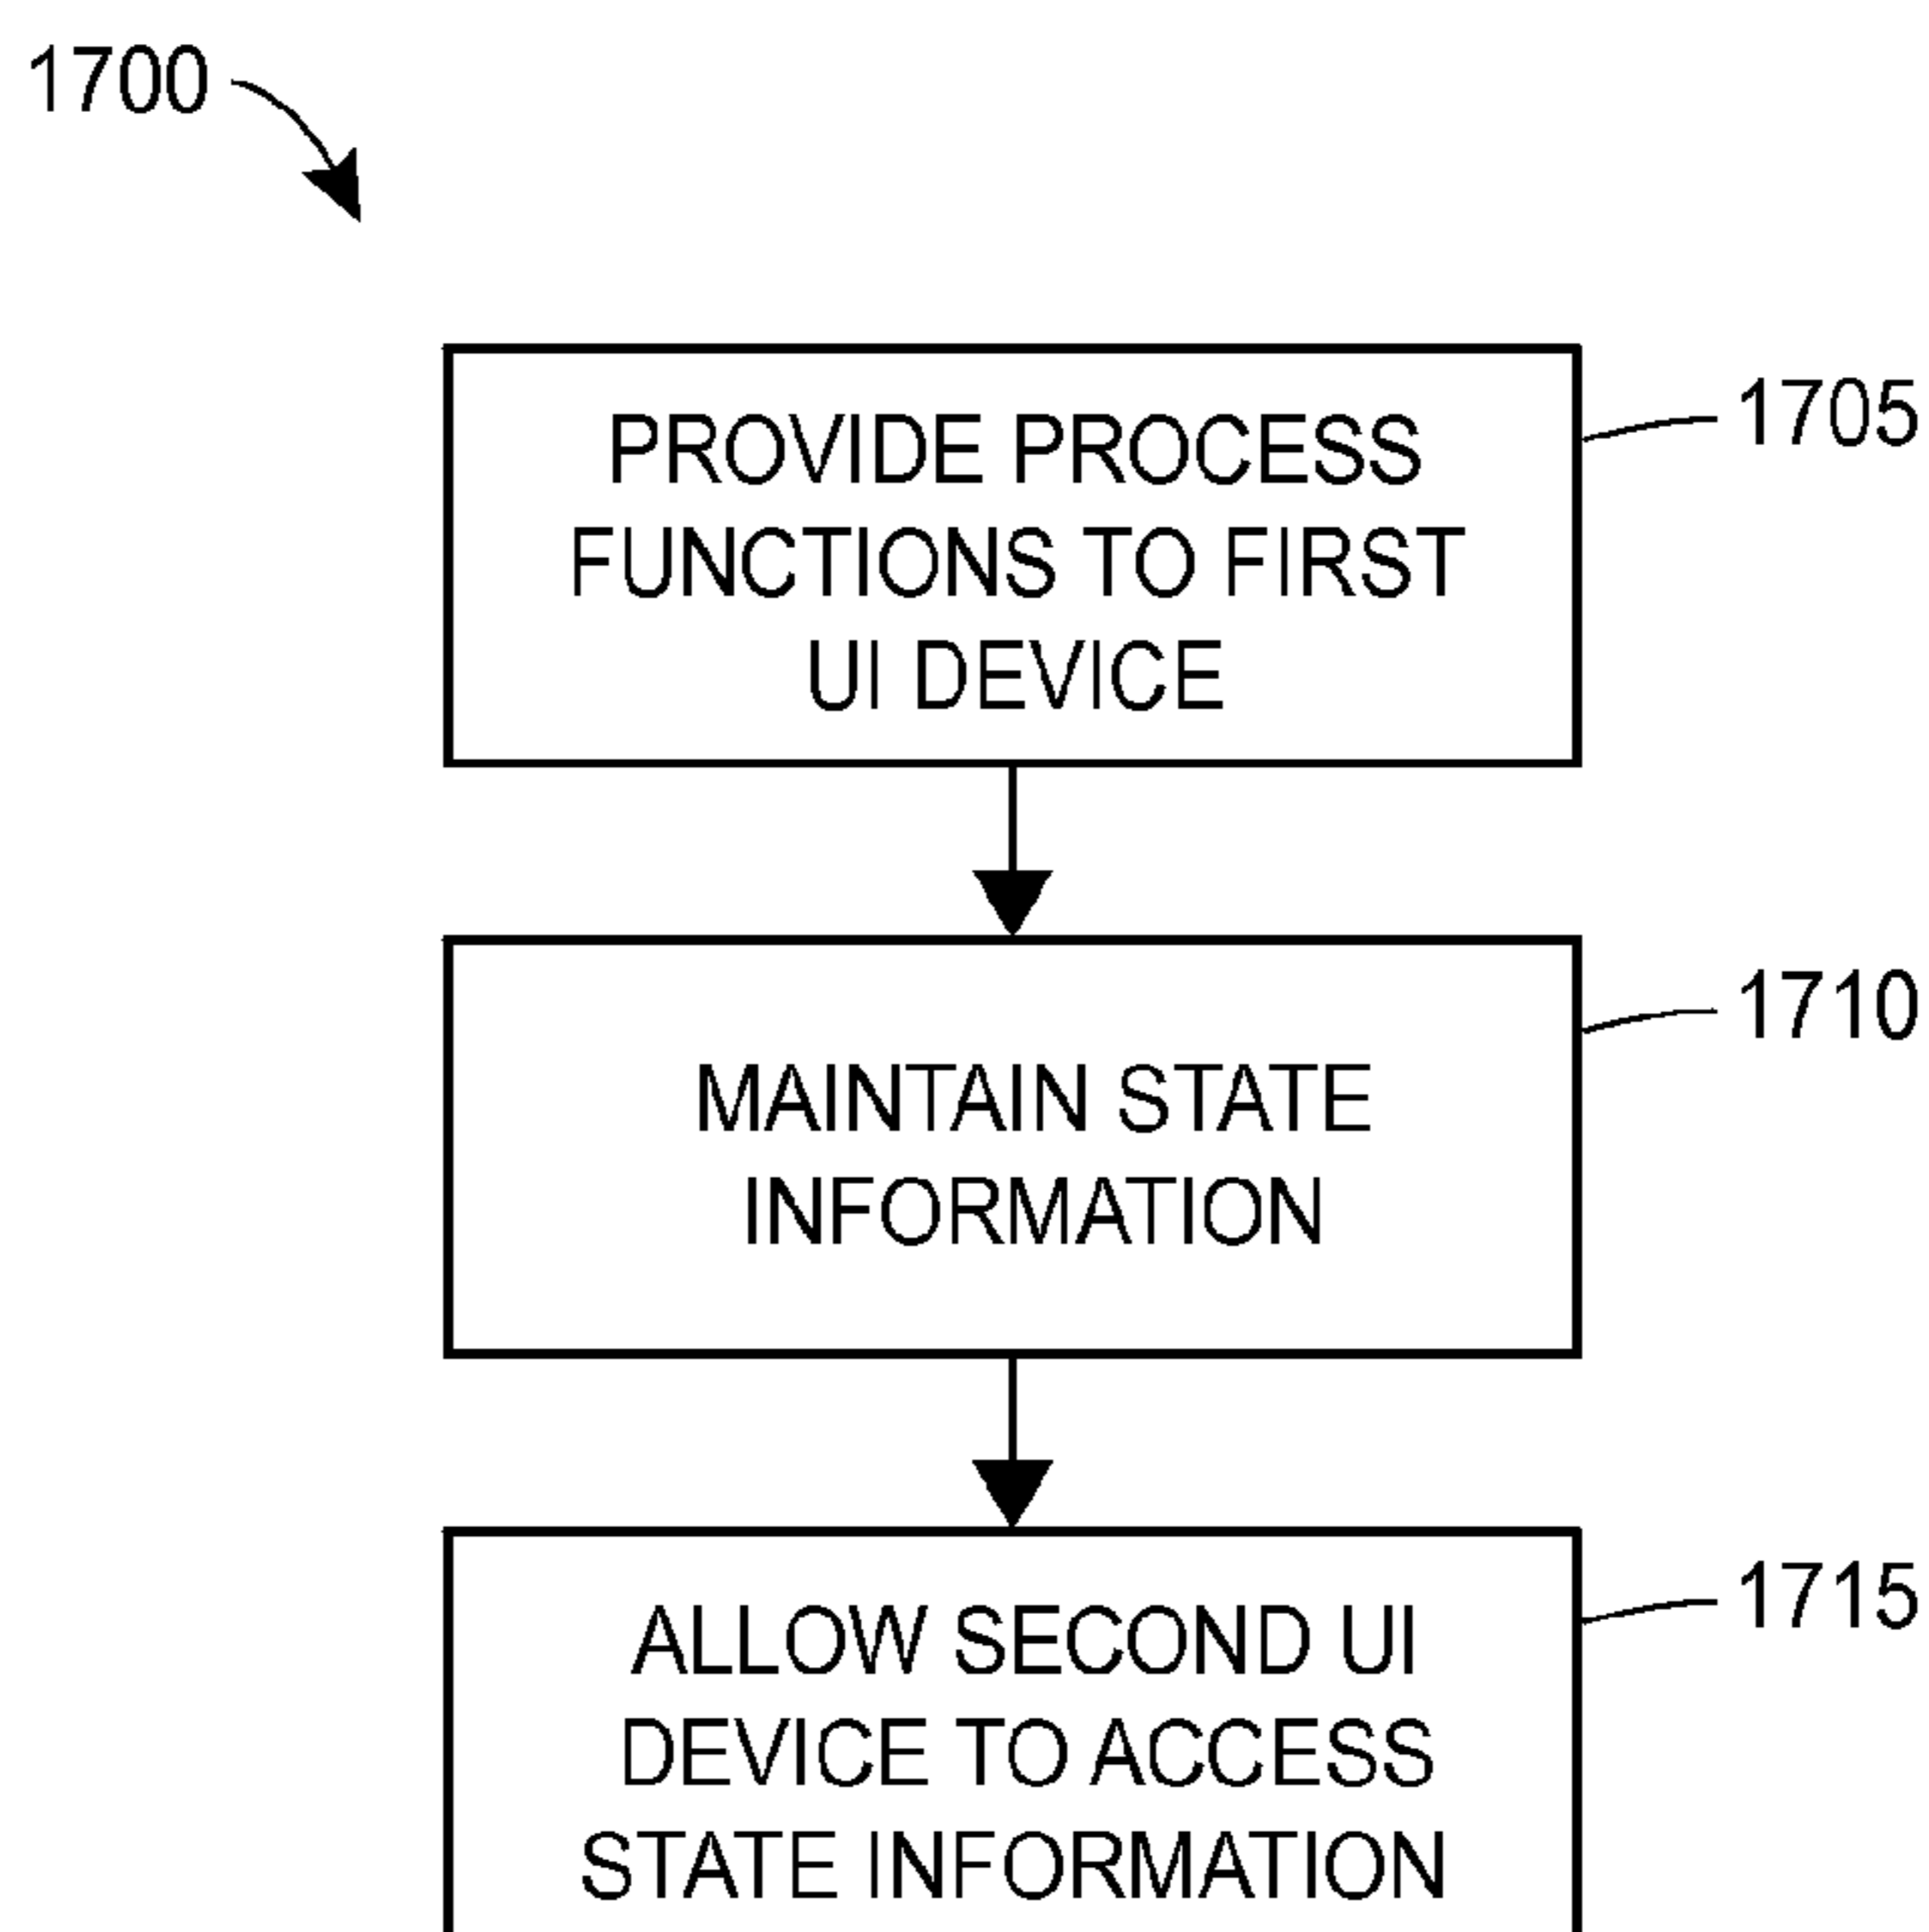 1700
PROVIDE PROCESS
FUNCTIONS TO FIRST
UI DEVICE
1705
MAINTAIN STATE
INFORMATION
1710
ALLOW SECOND UI
DEVICE TO ACCESS
STATE INFORMATION
1715